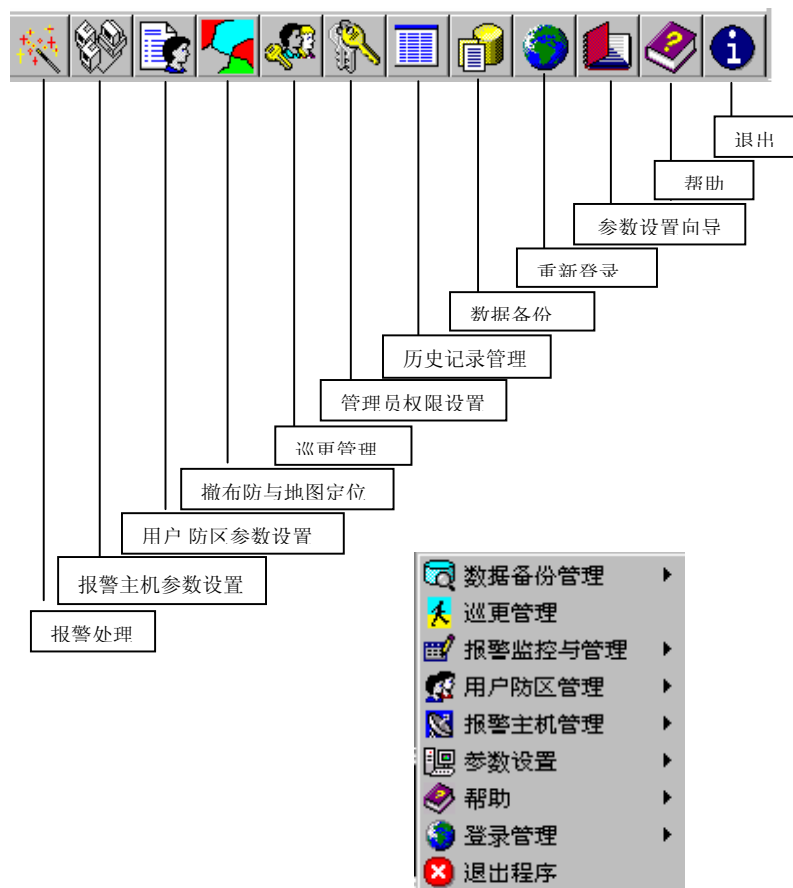 退出
帮助
参数设置向导
重新登录
数据备份
历史记录管理
管理员权限设置
巡更管理
撤布防与地图定位
用户 防区参数设置
报警主机参数设置
报警处理
数据备份管理
巡更管理
报警监控与管理
用户防区管理
报警主机管理
参数设置
帮助
登录管理
退出程序